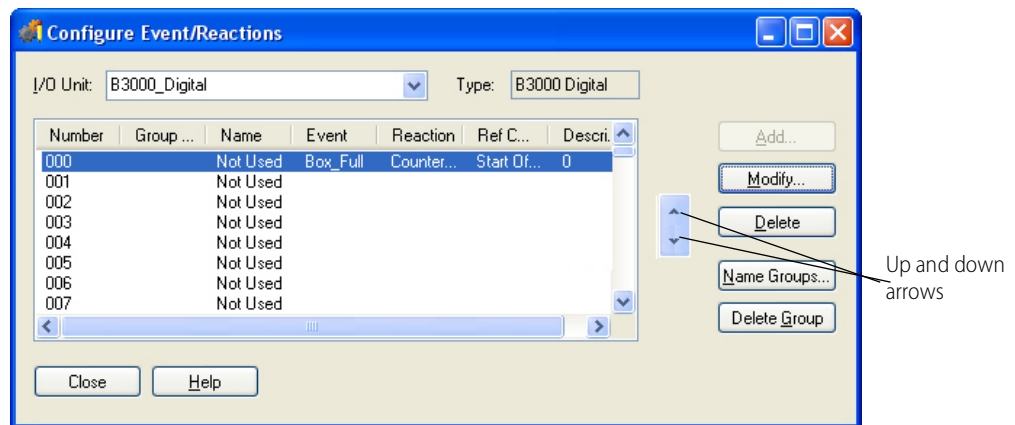 Configure Event/Reactions
I/O Unit: B3000_Digital Type: B3000 Digital
Number Group ... Name Event Reaction Ref C... Descri.
000 Not Used Box_Full Counter... Start Of... 0
001 Not Used
002 Not Used
003 Not Used
004 Not Used
005 Not Used
006 Not Used
007 Not Used
Add...
Modify...
Delete
Name Groups...
Delete Group
Up and down
arrows
Close Help